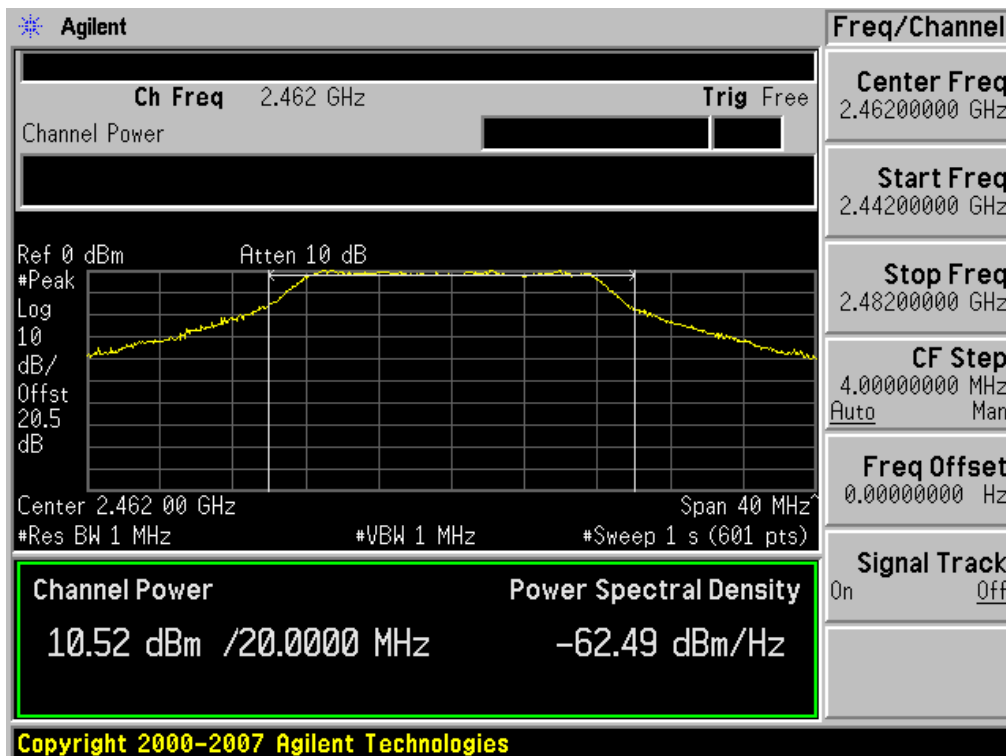 Agilent
Freq/Channel
Ch Freq 2.462 GHz Trig Free
Channel Power
Center Freq
2.46200000 GHz
Start Freq
2.44200000 GHz
Stop Freq
2.48200000 GHz
CF Step
4.00000000 MHz
Auto Man
Freq Offset
0.00000000 Hz
Signal Track
On Off
Ref 0 dBm Atten 10 dB
#Peak
Log
10
dB/
Offst
20.5
dB
Center 2.462 00 GHz Span 40 MHz^
#Res BW 1 MHz #VBW 1 MHz #Sweep 1 s (601 pts)
Channel Power Power Spectral Density
10.52 dBm /20.0000 MHz -62.49 dBm/Hz
Copyright 2000-2007 Agilent Technologies